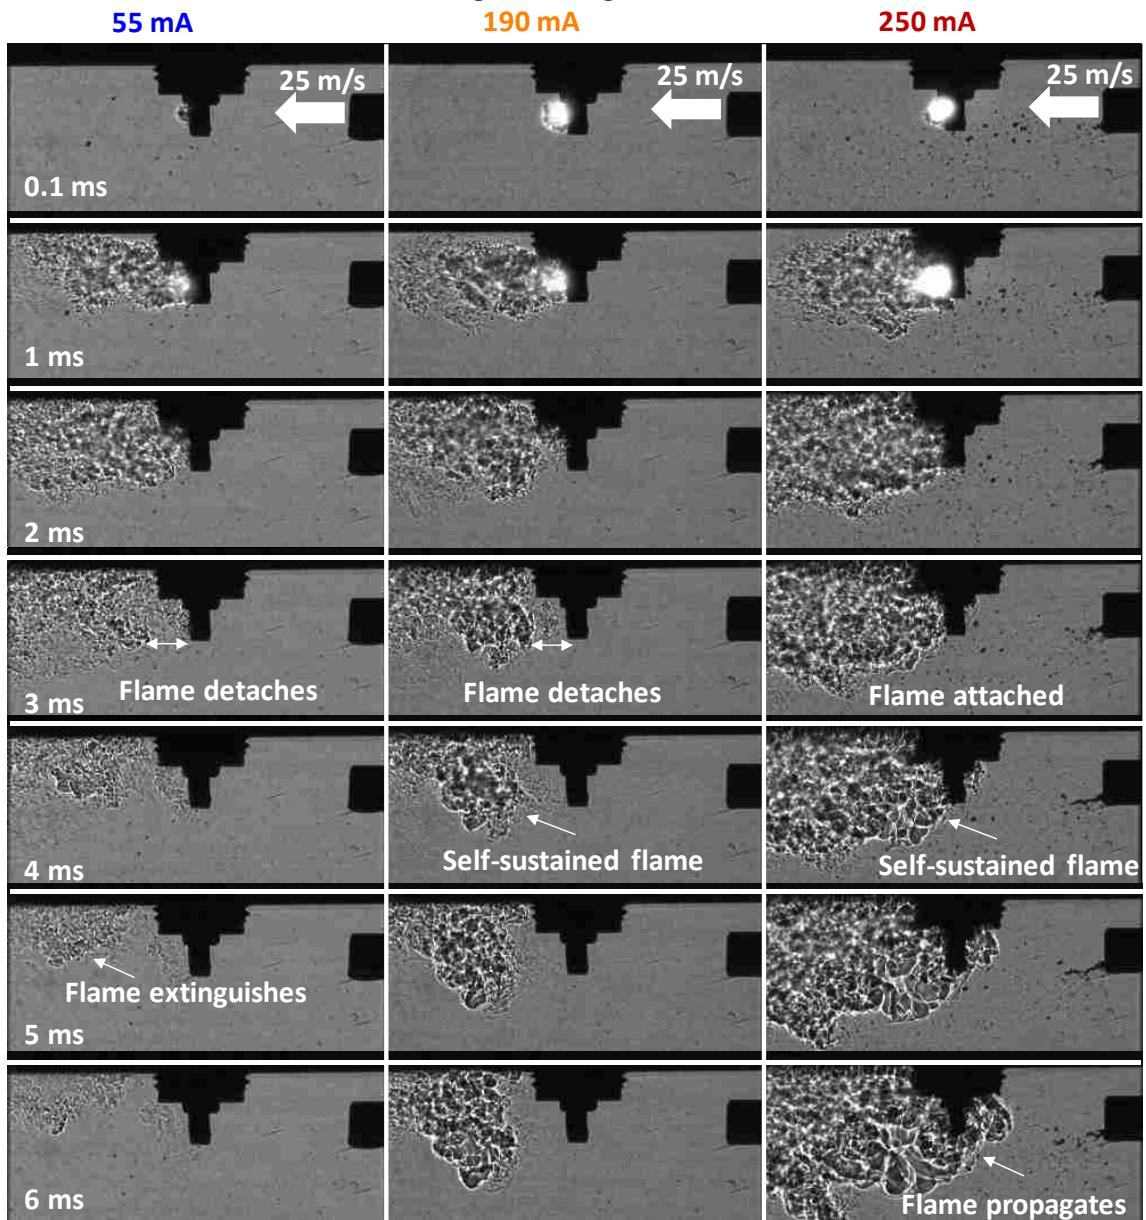 55 mA
190 mA
250 mA
25 m/s
25 m/s
25 m/s
0.1 ms
1 ms
2 ms
3 ms
Flame detaches
Flame detaches
Flame attached
4 ms
Self-sustained flame
Self-sustained flame
5 ms
Flame extinguishes
6 ms
Flame propagates